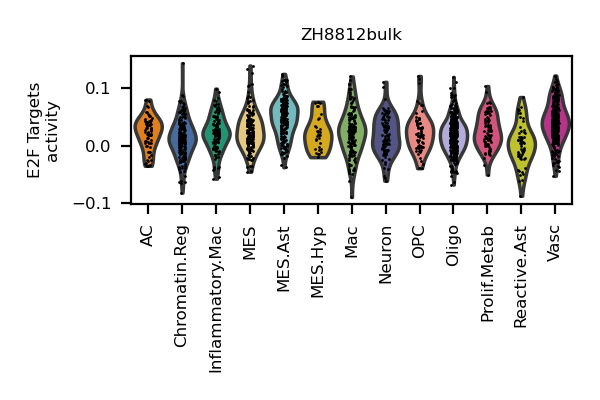 ZH8812bulk
E2F Targets
activity
0.1
0.0
−0.1
AC
Chromatin.Reg
Inflammatory.Mac
MES
MES.Ast
MES.Hyp
Mac
Neuron
OPC
Oligo
Prolif.Metab
Reactive.Ast
Vasc